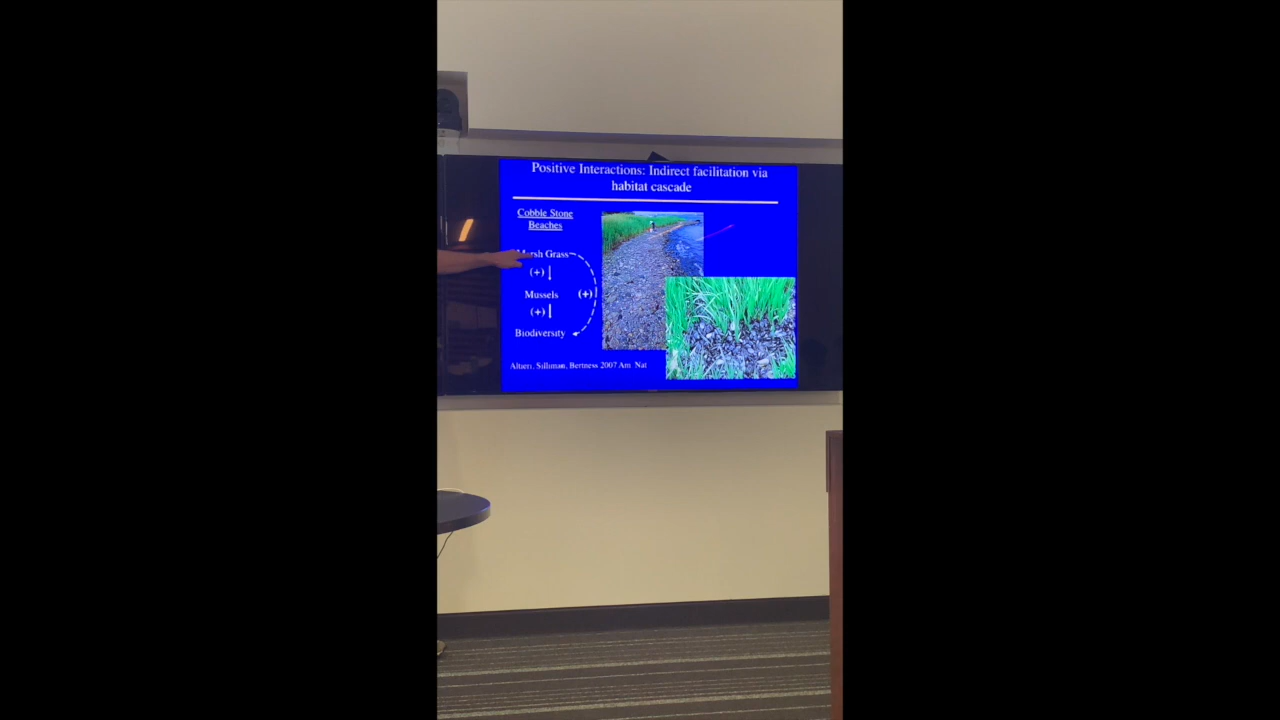 Positive Interactions: Indirect facilitation via
habitat cascade
Cobble Stone
Beaches
Marsh Grass
(+)
Mussels
(+)
(+)
Biodiversity
Altieri, Silliman, Bertness 2007 Am Nat